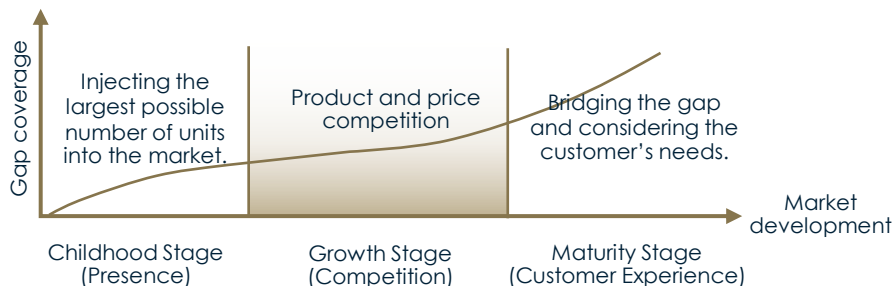 Gap coverage
Injecting the
largest possible
number of units
into the market.
Product and price
competition
Bridging the gap
and considering the
customer's needs.
Market
development
Childhood Stage
(Presence)
Growth Stage
(Competition)
Maturity Stage
(Customer Experience)